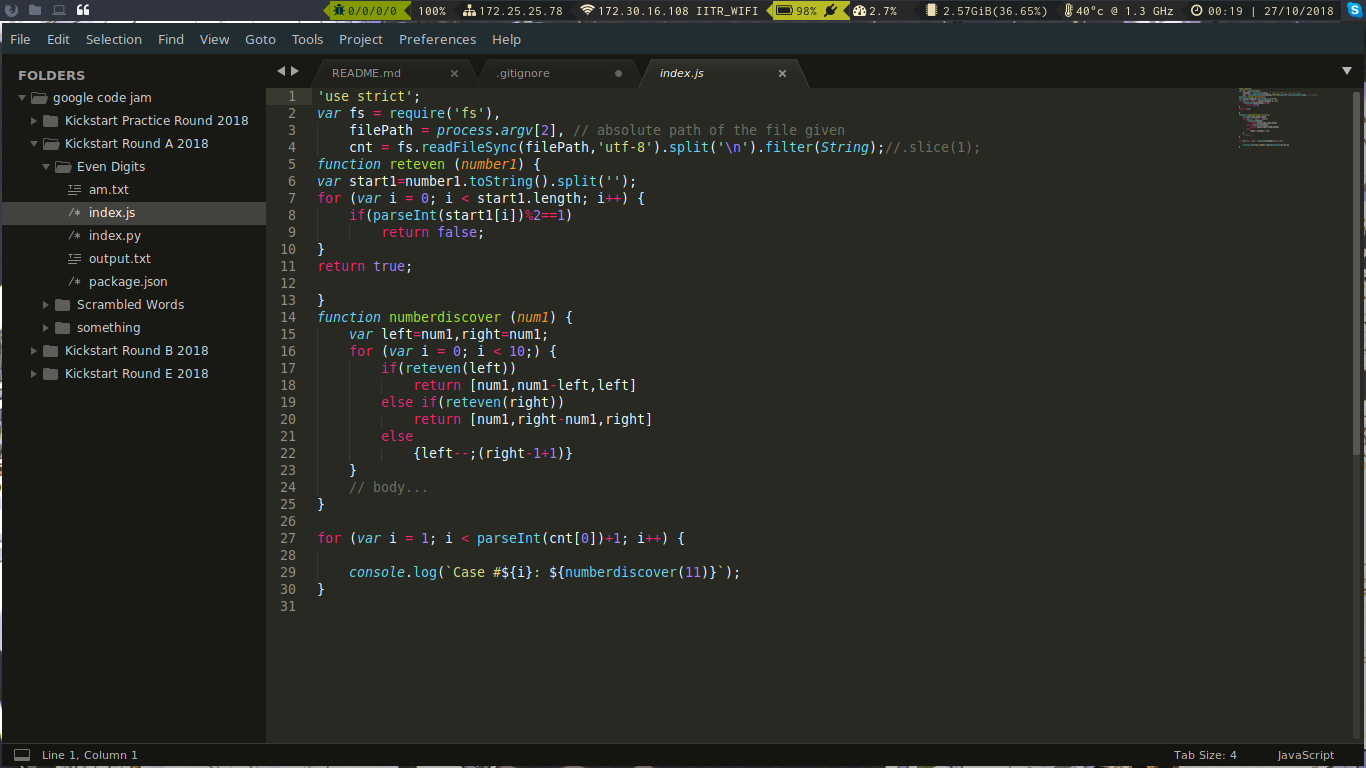 0/0/0/0 100% 172.25.25.78 172.30.16.108 IITR_WIFI 98% 2.7% 2.57GiB(36.65%) 40°c @ 1.3 GHz 00:19 | 27/10/2018
File Edit Selection Find View Goto Tools Project Preferences Help
FOLDERS
google code jam
Kickstart Practice Round 2018
Kickstart Round A 2018
Even Digits
am.txt
/* index.js
/* index.py
output.txt
/* package.json
Scrambled Words
something
Kickstart Round B 2018
Kickstart Round E 2018
README.md × .gitignore index.js ×
1 'use strict';
2 var fs = require('fs'),
3     filePath = process.argv[2], // absolute path of the file given
4     cnt = fs.readFileSync(filePath,'utf-8').split('\n').filter(String);//.slice(1);
5 function reteven (number1) {
6 var start1=number1.toString().split('');
7 for (var i = 0; i < start1.length; i++) {
8     if(parseInt(start1[i])%2==1)
9         return false;
10 }
11 return true;
12
13 }
14 function numberdiscover (num1) {
15     var left=num1,right=num1;
16     for (var i = 0; i < 10;) {
17         if(reteven(left))
18             return [num1,num1-left,left]
19         else if(reteven(right))
20             return [num1,right-num1,right]
21         else
22             {left--;(right-1+1)}
23     }
24     // body...
25 }
26
27 for (var i = 1; i < parseInt(cnt[0])+1; i++) {
28
29     console.log(`Case #${i}: ${numberdiscover(11)}`);
30 }
31
Line 1, Column 1 Tab Size: 4 JavaScript